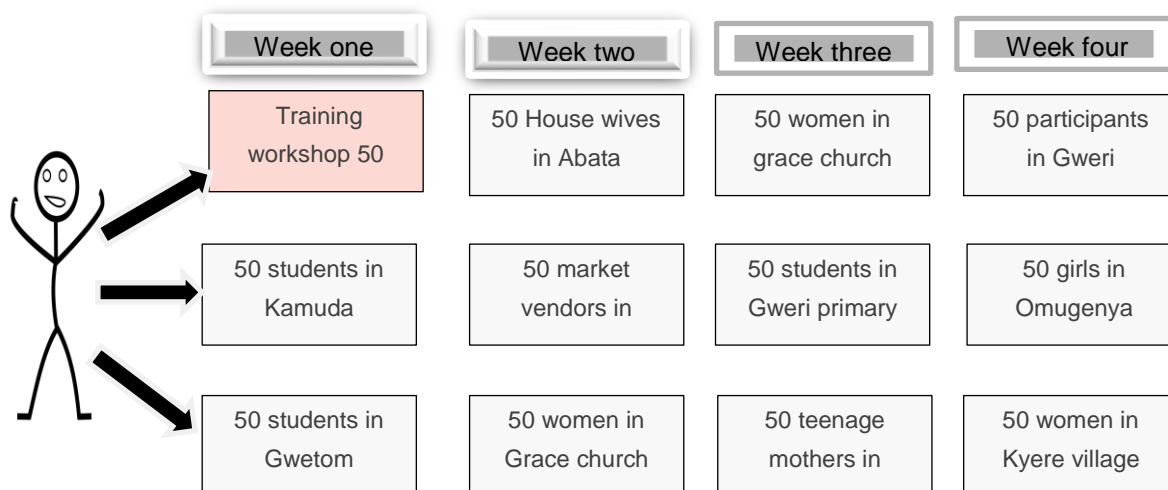 Week one
Week two
Week three
Week four
Training
workshop 50
50 House wives
in Abata
50 women in
grace church
50 participants
in Gweri
50 students in
Kamuda
50 market
vendors in
50 students in
Gweri primary
50 girls in
Omugenya
50 students in
Gwetom
50 women in
Grace church
50 teenage
mothers in
50 women in
Kyere village